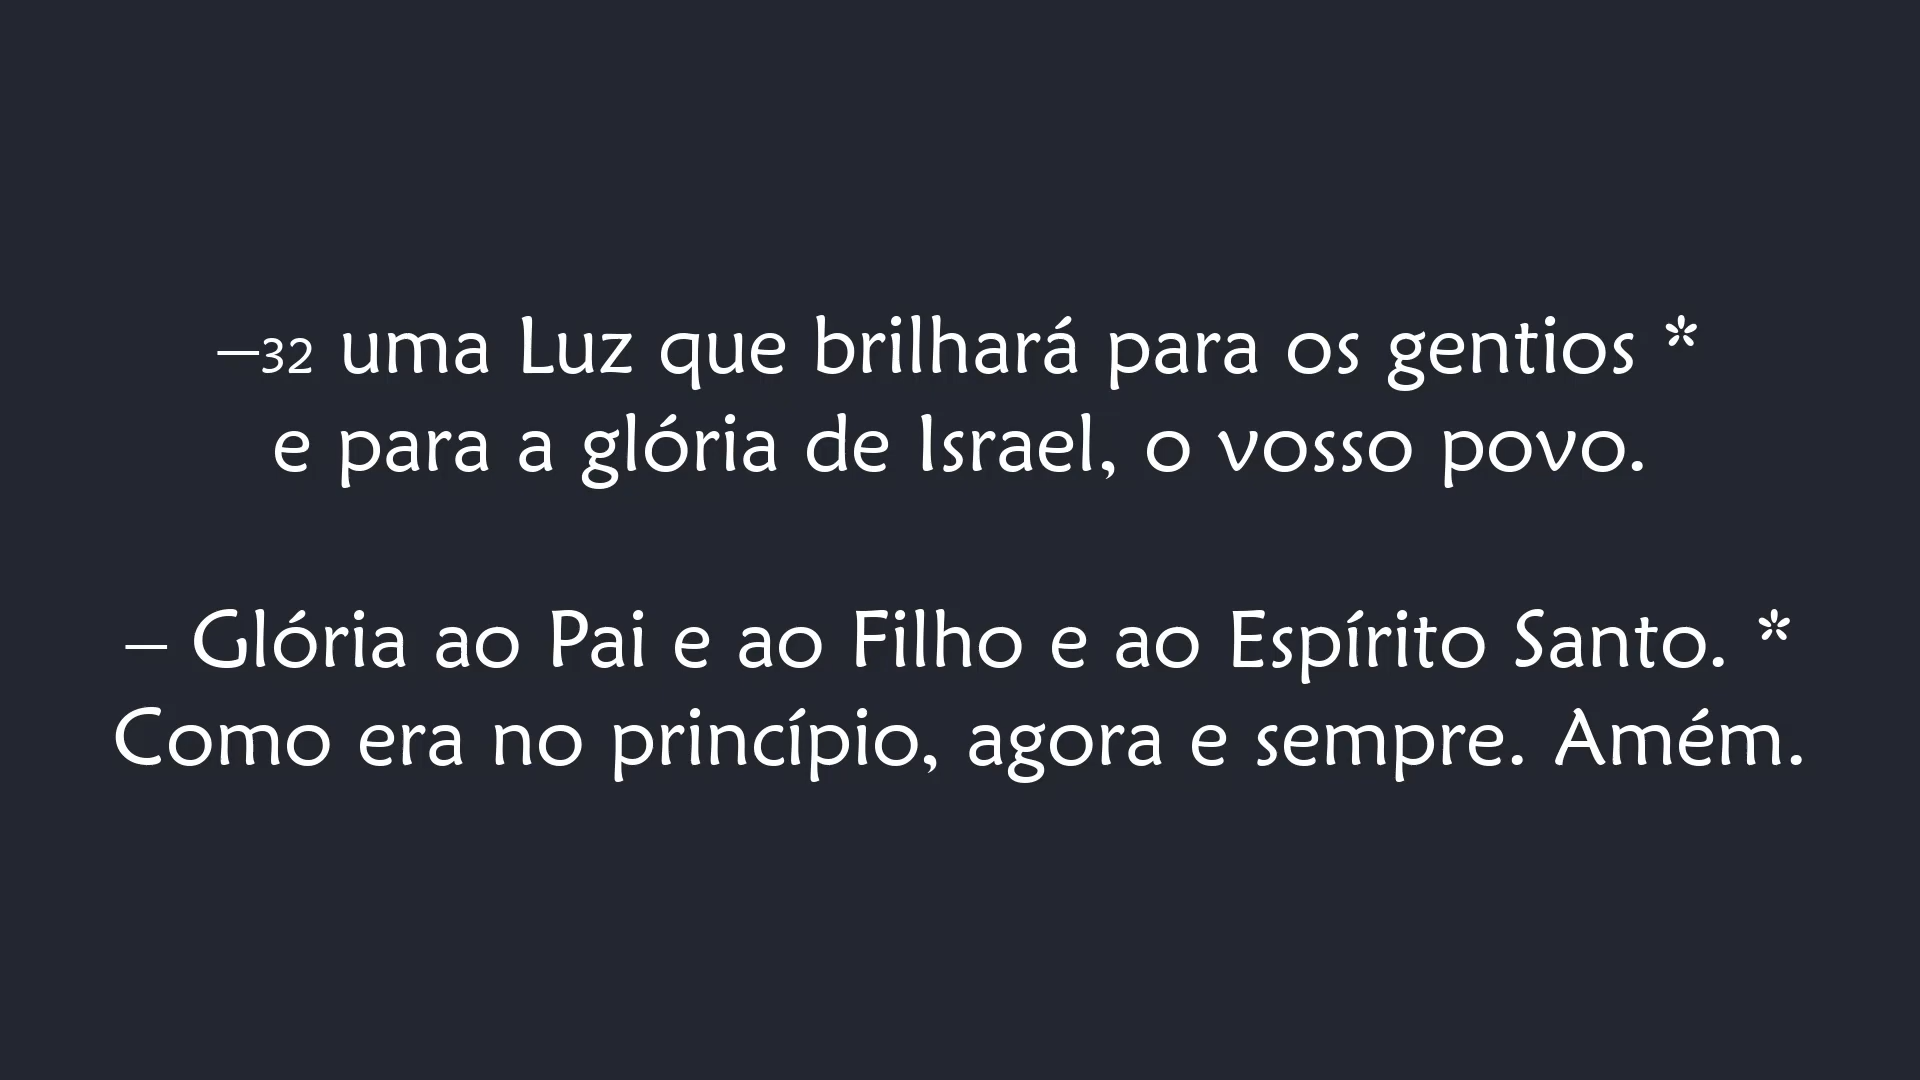 –32 uma Luz que brilhará para os gentios *
e para a glória de Israel, o vosso povo.
– Glória ao Pai e ao Filho e ao Espírito Santo. *
Como era no princípio, agora e sempre. Amém.